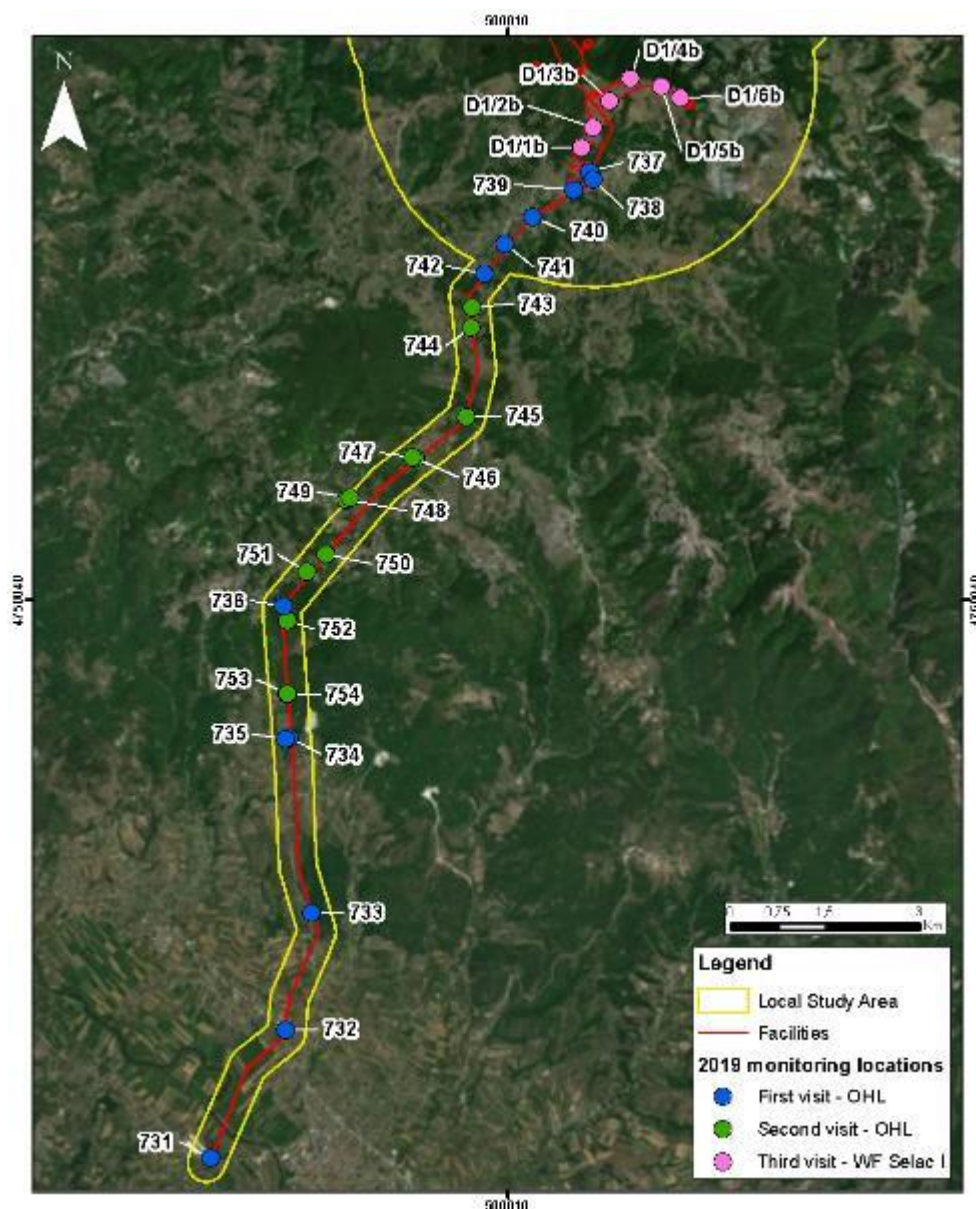 500010
N
D1/4b
D1/3b
D1/6b
D1/2b
D1/5b
D1/1b
737
739
738
740
742
741
743
744
745
747
746
749
748
751
750
736
752
4750040
4750040
753
754
735
734
733
732
731
0 0,75 1,5 3
Km
Legend
Local Study Area
Facilities
2019 monitoring locations
First visit - OHL
Second visit - OHL
Third visit - WF Selac I
500010